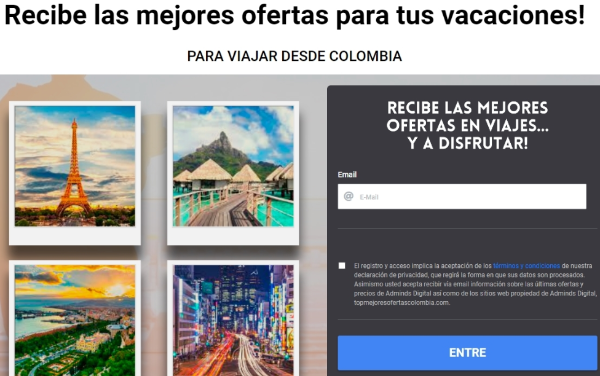 Recibe las mejores ofertas para tus vacaciones!
PARA VIAJAR DESDE COLOMBIA
RECIBE LAS MEJORES
OFERTAS EN VIAJES...
Y A DISFRUTAR!
Email
@ E-Mail
El registro y acceso implica la aceptación de los términos y condiciones de nuestra
declaración de privacidad, que regirá la forma en que sus datos son procesados.
Asimismo usted acepta recibir vía email información sobre las últimas ofertas y
precios de Adminds Digital así como de los sitios web propiedad de Adminds Digital,
topmejoresofertascolombia.com.
ENTRE